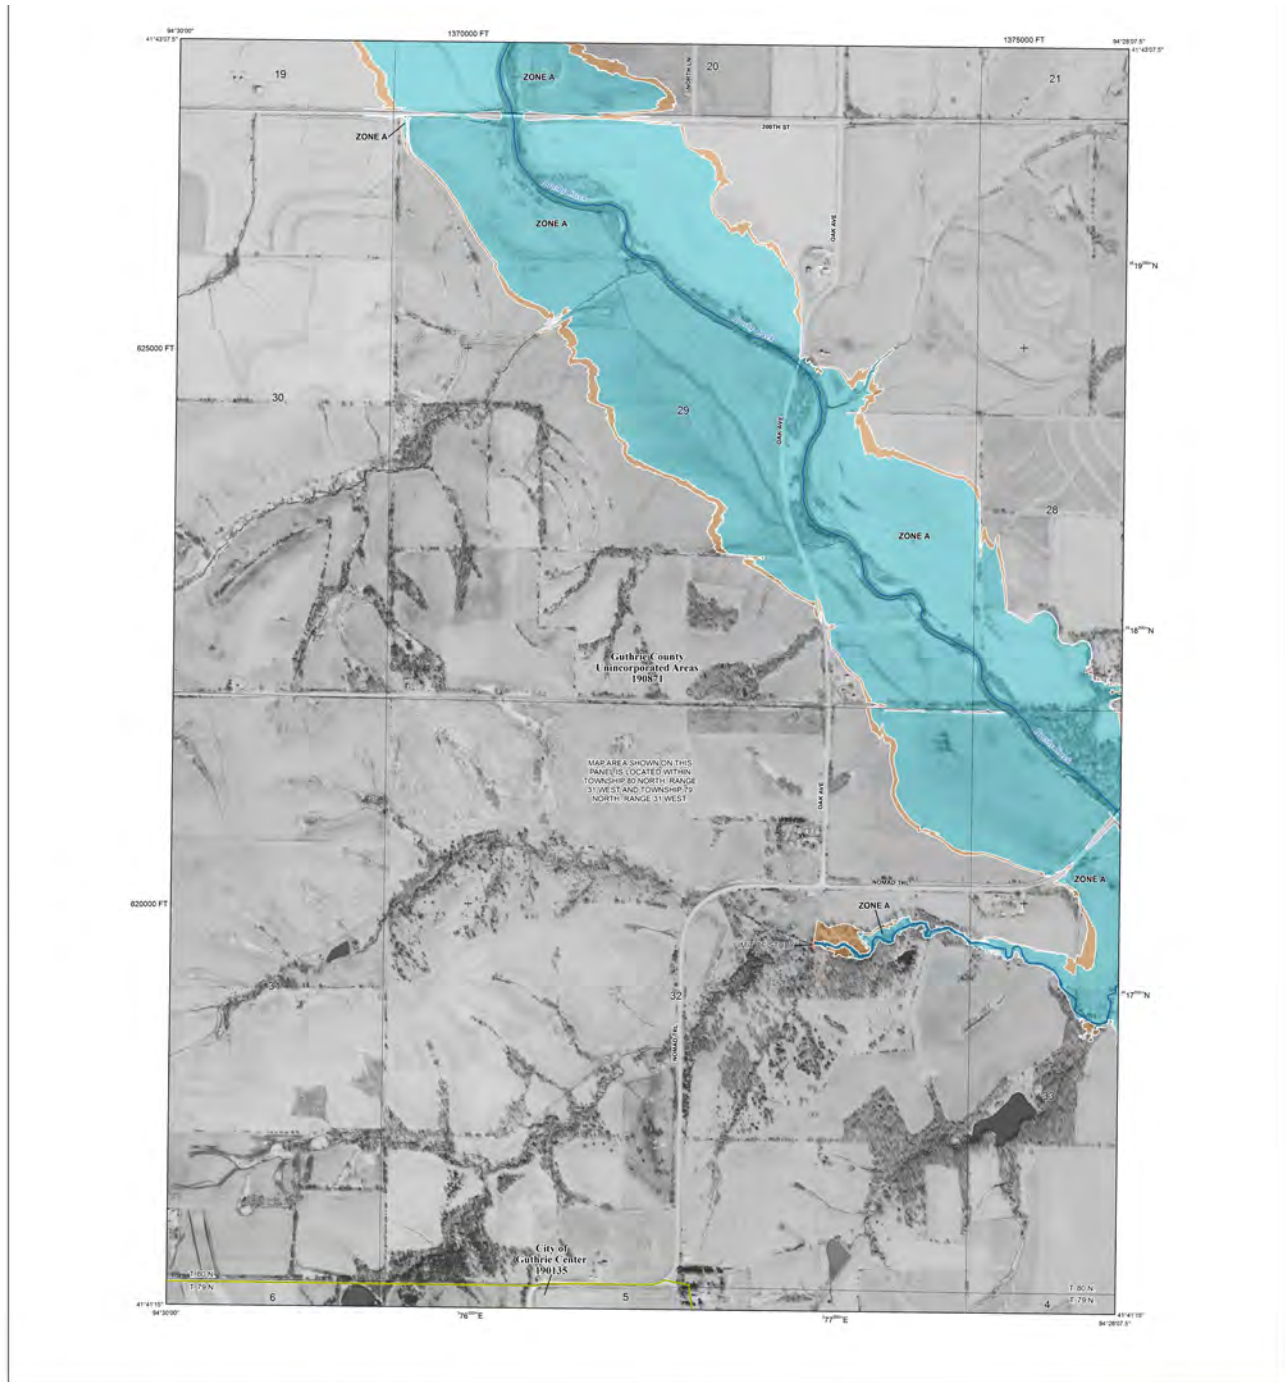 94°30'00"
1370000 FT
1375000 FT
94°28'07.5"
41°43'07.5"
41°43'07.5"
19
ZONE A
NORTH LN
20
21
ZONE A
200TH ST
ZONE A
OAK AVE
19
N
625000 FT
30
29
OAK AVE
28
ZONE A
18
N
Guthrie County
Unincorporated Areas
190871
MAP AREA SHOWN ON THIS
PANEL IS LOCATED WITHIN
TOWNSHIP 80 NORTH, RANGE
31 WEST AND TOWNSHIP 79
NORTH, RANGE 31 WEST
OAK AVE
NOMAD TRL
ZONE A
620000 FT
ZONE A
31
32
17
N
NOMAD TRL
33
City of
Guthrie Center
190135
T. 80 N.
T. 79 N.
T. 80 N.
T. 79 N.
6
5
4
41°41'15"
94°30'00"
76
E
77
E
41°41'15"
94°28'07.5"